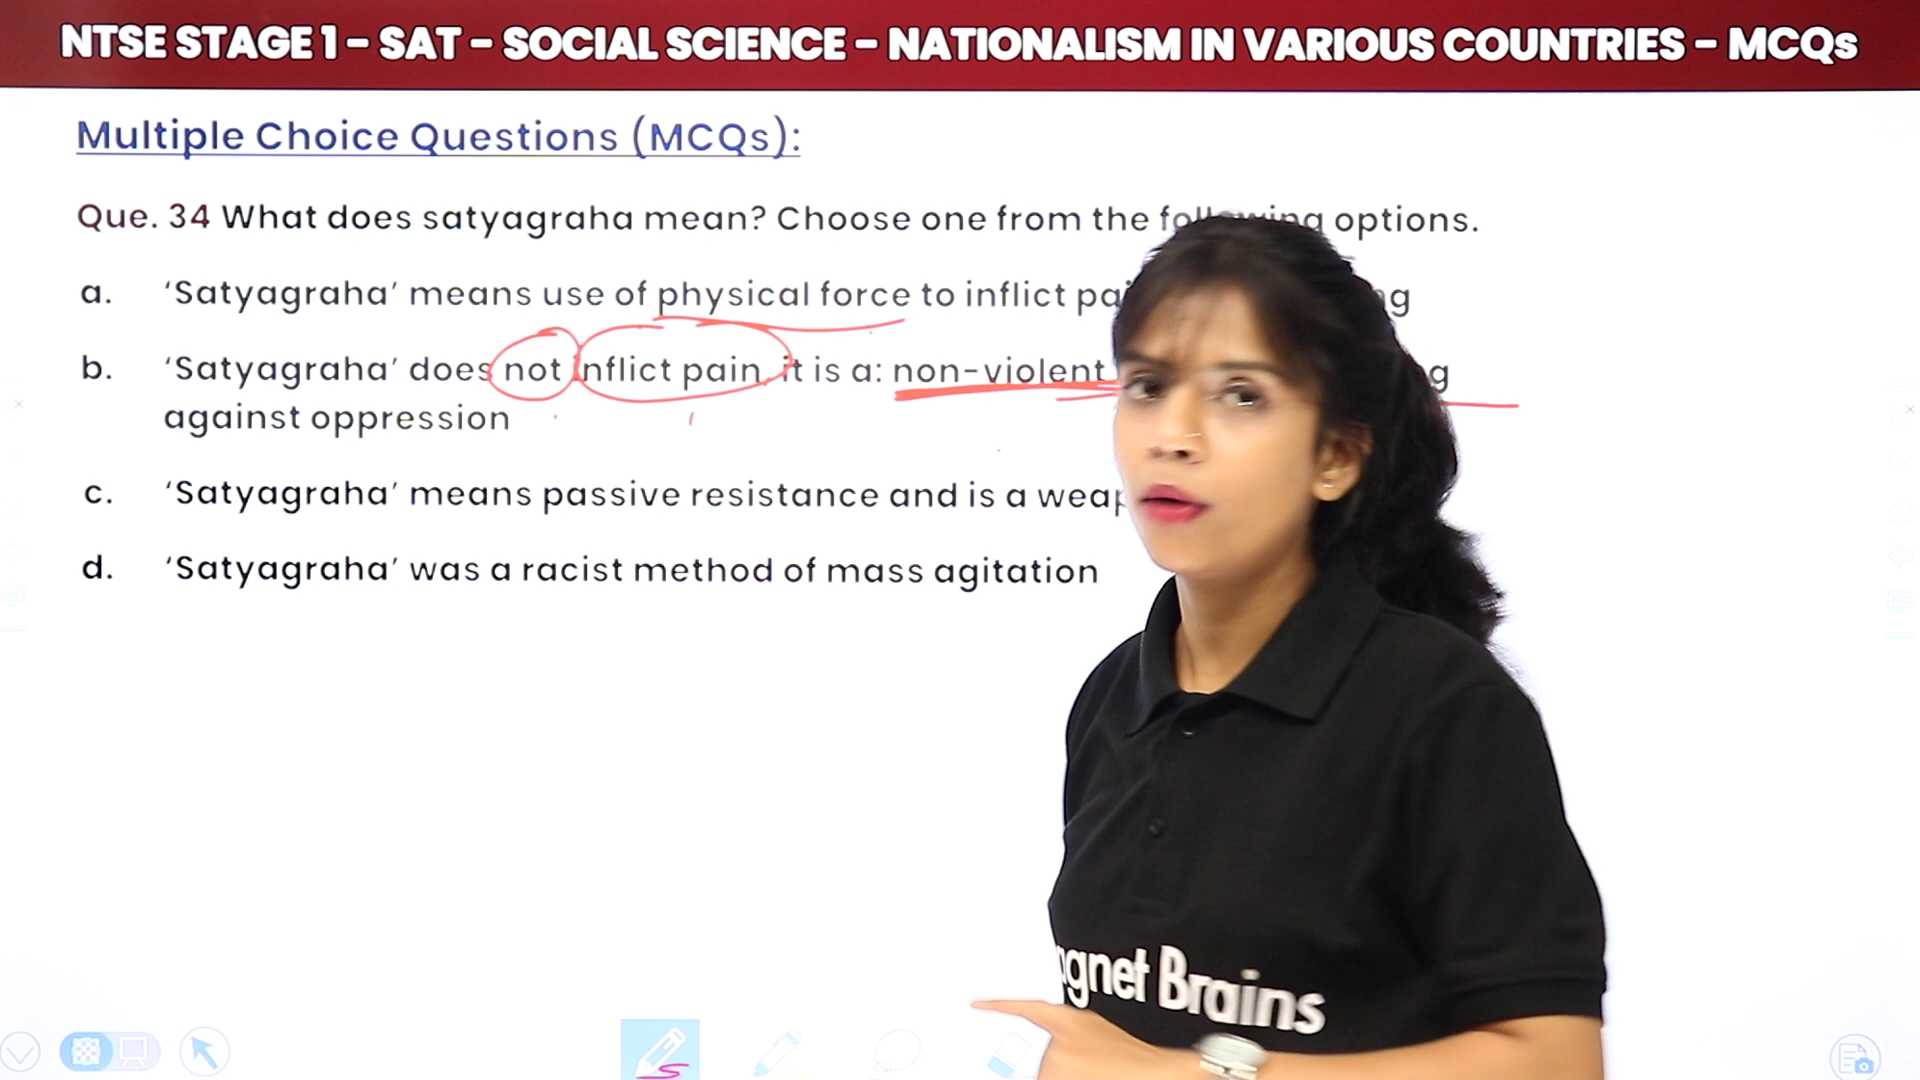 NTSE STAGE 1 – SAT – SOCIAL SCIENCE – NATIONALISM IN VARIOUS COUNTRIES – MCQs
Multiple Choice Questions (MCQs):
Que. 34 What does satyagraha mean? Choose one from the following options.
a. ‘Satyagraha’ means use of physical force to inflict
b. ‘Satyagraha’ does not inflict pain, it is a: non-violent
against oppression
c. ‘Satyagraha’ means passive resistance and is a
d. ‘Satyagraha’ was a racist method of mass agitation
Brains